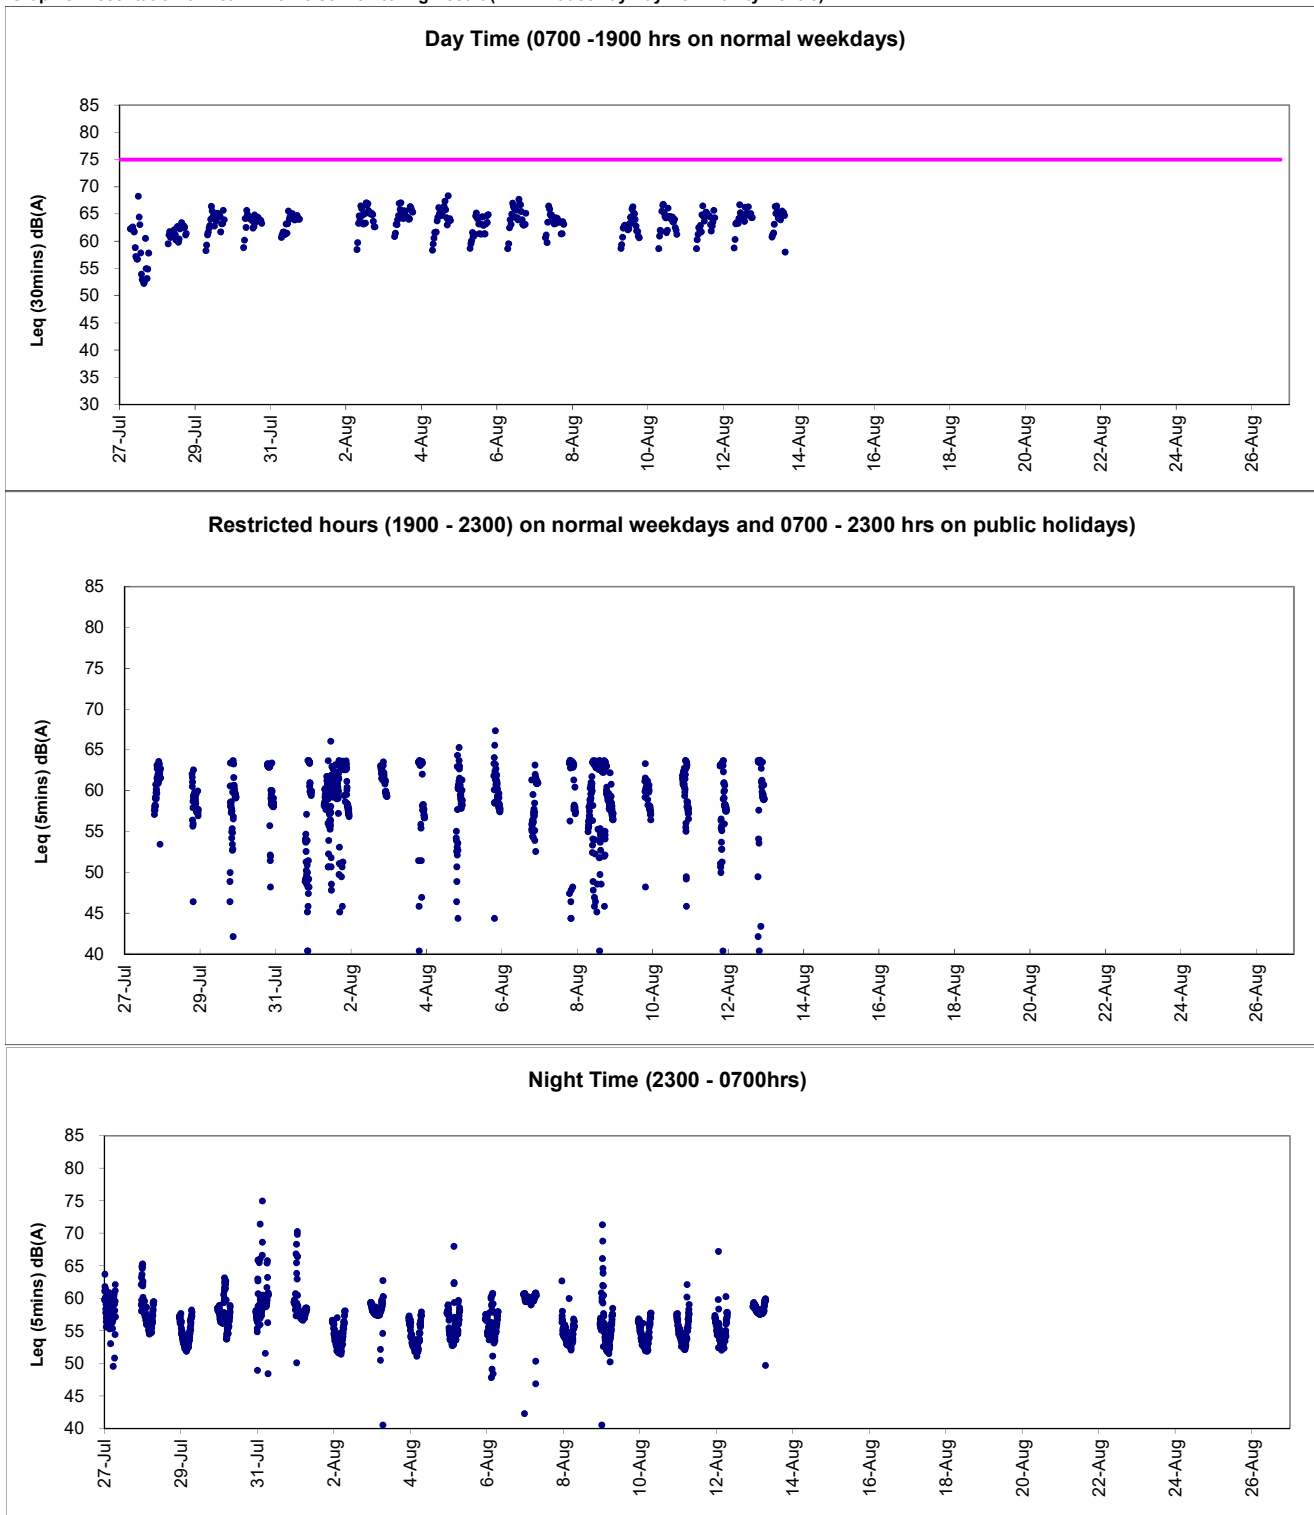 Day Time (0700 -1900 hrs on normal weekdays)
Leq (30mins) dB(A)
85
80
75
70
65
60
55
50
45
40
35
30
27-Jul
29-Jul
31-Jul
2-Aug
4-Aug
6-Aug
8-Aug
10-Aug
12-Aug
14-Aug
16-Aug
18-Aug
20-Aug
22-Aug
24-Aug
26-Aug
Restricted hours (1900 - 2300) on normal weekdays and 0700 - 2300 hrs on public holidays)
Leq (5mins) dB(A)
85
80
75
70
65
60
55
50
45
40
27-Jul
29-Jul
31-Jul
2-Aug
4-Aug
6-Aug
8-Aug
10-Aug
12-Aug
14-Aug
16-Aug
18-Aug
20-Aug
22-Aug
24-Aug
26-Aug
Night Time (2300 - 0700hrs)
Leq (5mins) dB(A)
85
80
75
70
65
60
55
50
45
40
27-Jul
29-Jul
31-Jul
2-Aug
4-Aug
6-Aug
8-Aug
10-Aug
12-Aug
14-Aug
16-Aug
18-Aug
20-Aug
22-Aug
24-Aug
26-Aug